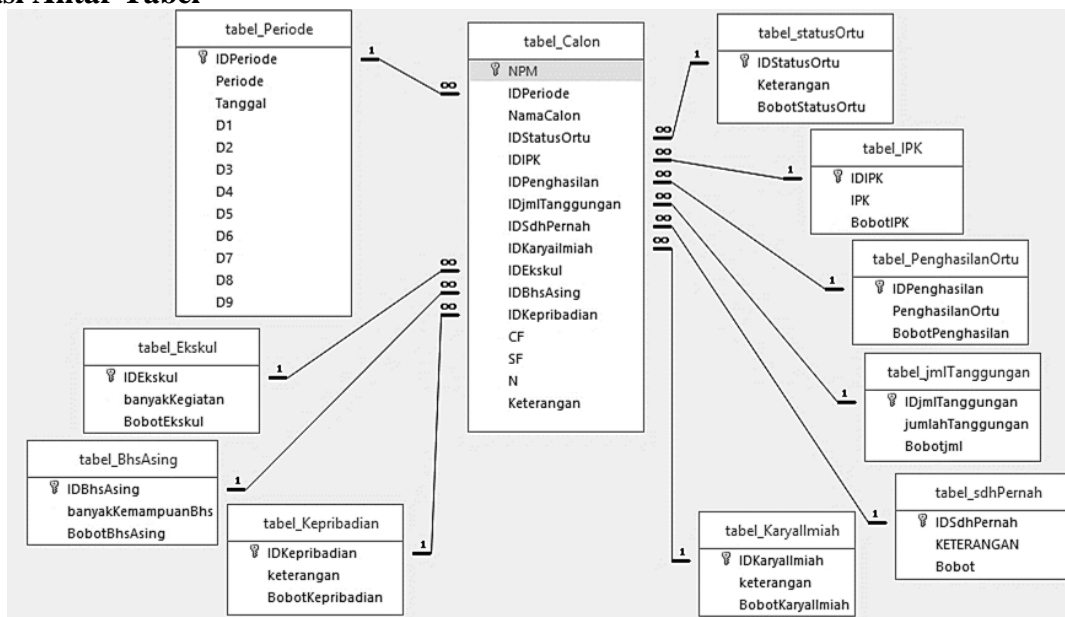 si Antar Tabel
tabel_Periode
IDPeriode
Periode
Tanggal
D1
D2
D3
D4
D5
D6
D7
D8
D9
1
∞
tabel_Calon
NPM
IDPeriode
NamaCalon
IDStatusOrtu
IDIPK
IDPenghasilan
IDjmlTanggungan
IDSdhPernah
IDKaryailmiah
IDEkskul
IDBhsAsing
IDKepribadian
CF
SF
N
Keterangan
∞
∞
∞
∞
∞
∞
∞
∞
∞
tabel_statusOrtu
IDStatusOrtu
Keterangan
BobotStatusOrtu
1
tabel_IPK
IDIPK
IPK
BobotIPK
1
tabel_PenghasilanOrtu
IDPenghasilan
PenghasilanOrtu
BobotPenghasilan
1
tabel_jmlTanggungan
IDjmlTanggungan
jumlahTanggungan
Bobotjml
1
tabel_sdhPernah
IDSdhPernah
KETERANGAN
Bobot
1
tabel_KaryaIlmiah
IDKaryaIlmiah
keterangan
BobotKaryaIlmiah
1
tabel_Ekskul
IDEkskul
banyakKegiatan
BobotEkskul
1
tabel_BhsAsing
IDBhsAsing
banyakKemampuanBhs
BobotBhsAsing
1
tabel_Kepribadian
IDKepribadian
keterangan
BobotKepribadian
1